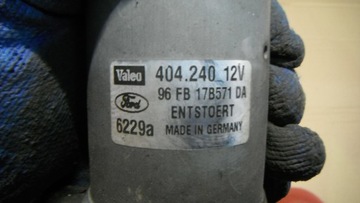 Valeo 404.240 12V
Ford 96 FB 17B571 DA
ENTSTOERT
6229a MADE IN GERMANY